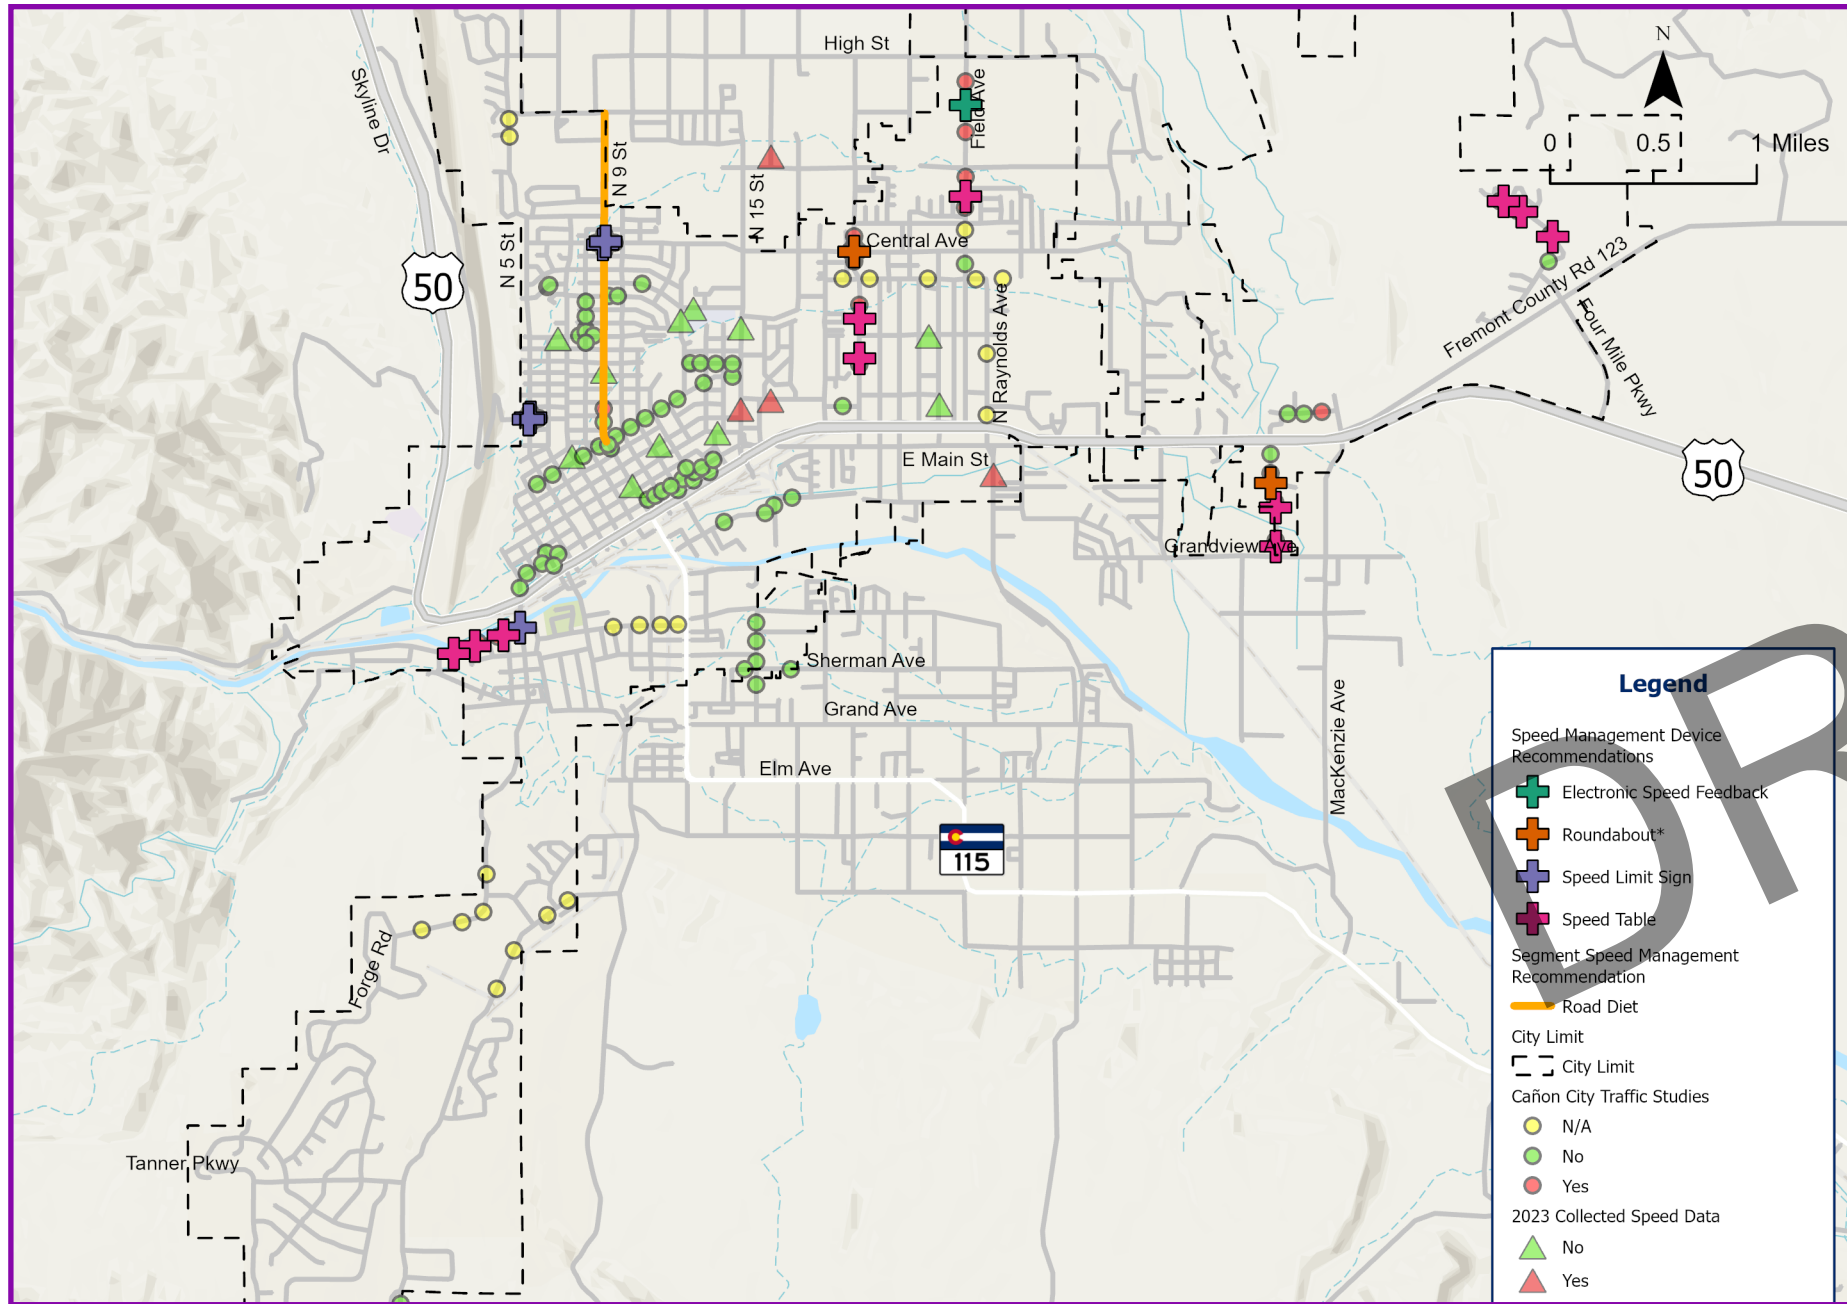 High St
N
Skyline Dr
Field Ave
0
0.5
1 Miles
N 9 St
N 15 St
N 5 St
Central Ave
50
Fremont County Rd 123
N Raynolds Ave
Four Mile Pkwy
E Main St
50
Grandview Ave
Sherman Ave
Grand Ave
Elm Ave
MacKenzie Ave
115
Forge Rd
Tanner Pkwy
Legend
Speed Management Device
Recommendations
Electronic Speed Feedback
Roundabout*
Speed Limit Sign
Speed Table
Segment Speed Management
Recommendation
Road Diet
City Limit
City Limit
Cañon City Traffic Studies
N/A
No
Yes
2023 Collected Speed Data
No
Yes
DR